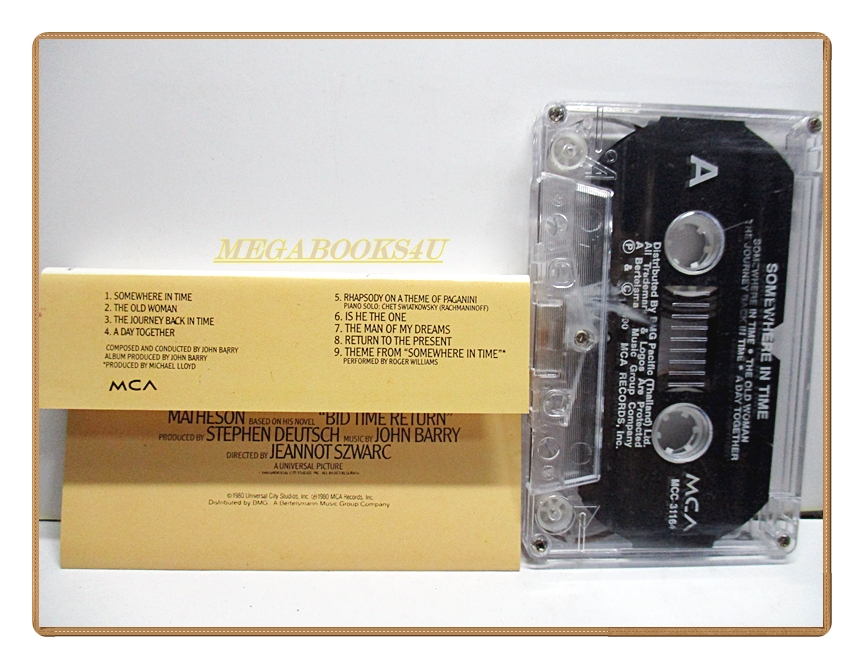 MEGABOOKS4U
1. SOMEWHERE IN TIME
2. THE OLD WOMAN
3. THE JOURNEY BACK IN TIME
4. A DAY TOGETHER
COMPOSED AND CONDUCTED BY JOHN BARRY
ALBUM PRODUCED BY JOHN BARRY
*PRODUCED BY MICHAEL LLOYD
MCA
5. RHAPSODY ON A THEME OF PAGANINI
PIANO SOLO: CHET SWIATKOWSKY (RACHMANINOFF)
6. IS HE THE ONE
7. THE MAN OF MY DREAMS
8. RETURN TO THE PRESENT
9. THEME FROM "SOMEWHERE IN TIME"*
PERFORMED BY ROGER WILLIAMS
MATHESON BASED ON HIS NOVEL "BID TIME RETURN"
PRODUCED BY STEPHEN DEUTSCH MUSIC BY JOHN BARRY
DIRECTED BY JEANNOT SZWARC
A UNIVERSAL PICTURE
©1980 Universal City Studios, Inc. ℗1980 MCA Records, Inc.
Distributed by BMG. A Bertelsmann Music Group Company
A
SOMEWHERE IN TIME
SOMEWHERE IN TIME • THE OLD WOMAN
THE JOURNEY BACK IN TIME • A DAY TOGETHER
MCA
MCC-31164
Distributed By BMG Pacific (Thailand) Ltd
All Trademark & Logos Are Protected
A Bertelsma Music Group Company
℗ & © MCA RECORDS, Inc.